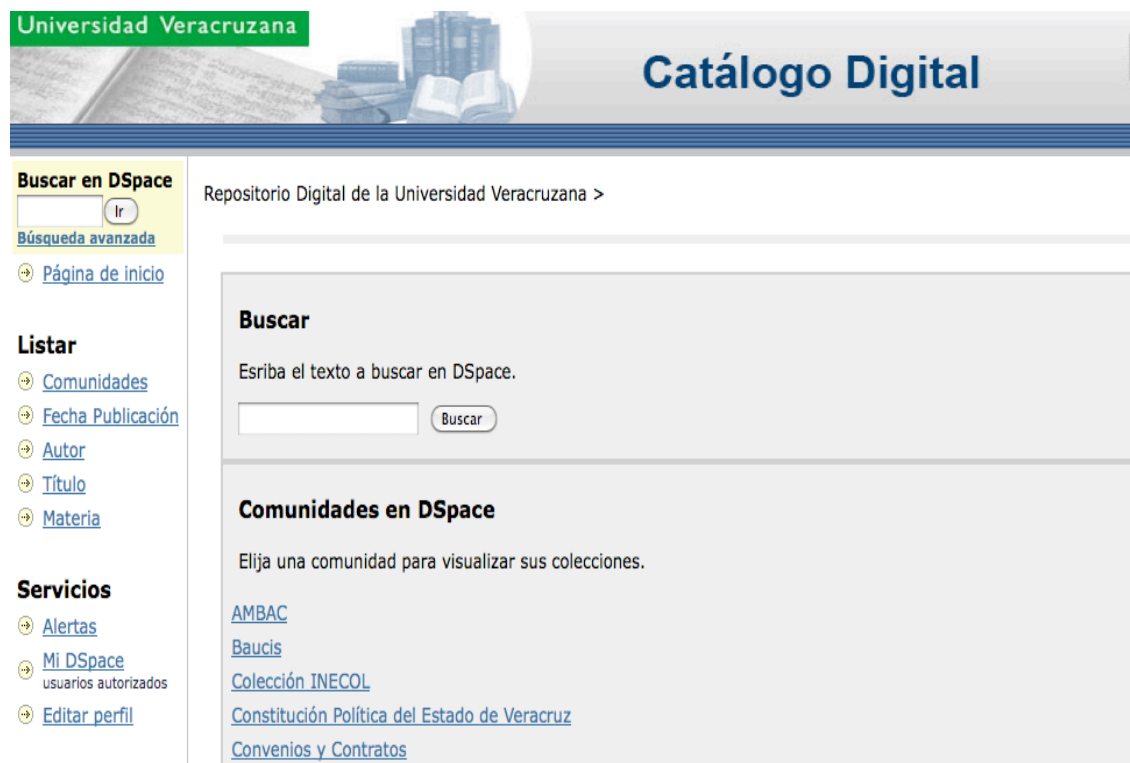 Universidad Veracruzana
Catálogo Digital
Buscar en DSpace
Ir
Búsqueda avanzada
Página de inicio
Listar
Comunidades
Fecha Publicación
Autor
Título
Materia
Servicios
Alertas
Mi DSpace
usuarios autorizados
Editar perfil
Repositorio Digital de la Universidad Veracruzana >
Buscar
Esriba el texto a buscar en DSpace.
Buscar
Comunidades en DSpace
Elija una comunidad para visualizar sus colecciones.
AMBAC
Baucis
Colección INECOL
Constitución Política del Estado de Veracruz
Convenios y Contratos